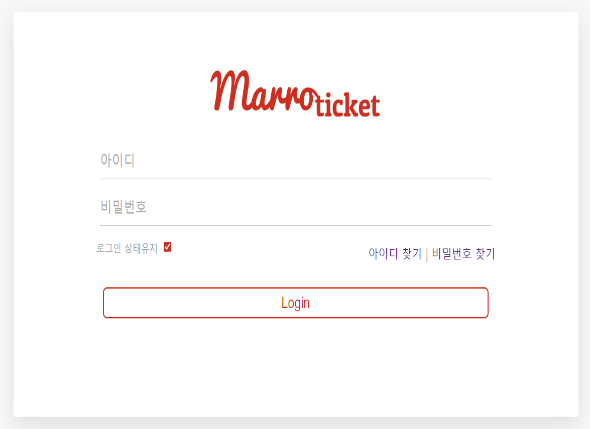 Marroticket
아이디
비밀번호
로그인 상태유지
아이디 찾기 | 비밀번호 찾기
Login